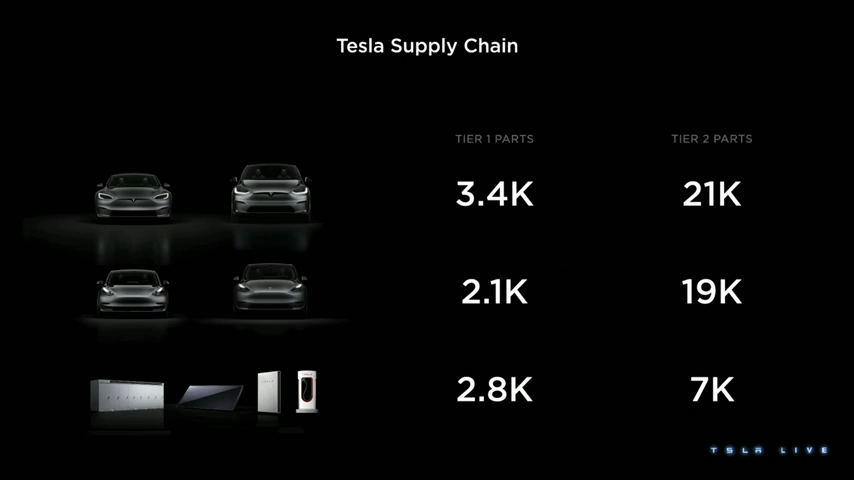 Tesla Supply Chain
TIER 1 PARTS TIER 2 PARTS
3.4K 21K
2.1K 19K
2.8K 7K
TSLA LIVE